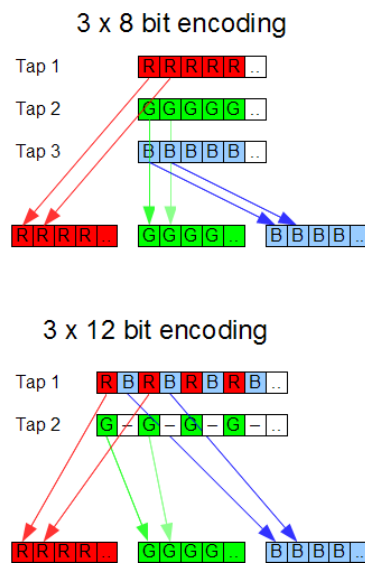 3 x 8 bit encoding
Tap 1 R R R R R ..
Tap 2 G G G G G ..
Tap 3 B B B B B ..
R R R R .. G G G G .. B B B B ..
3 x 12 bit encoding
Tap 1 R B R B R B R B ..
Tap 2 G – G – G – G – ..
R R R R .. G G G G .. B B B B ..